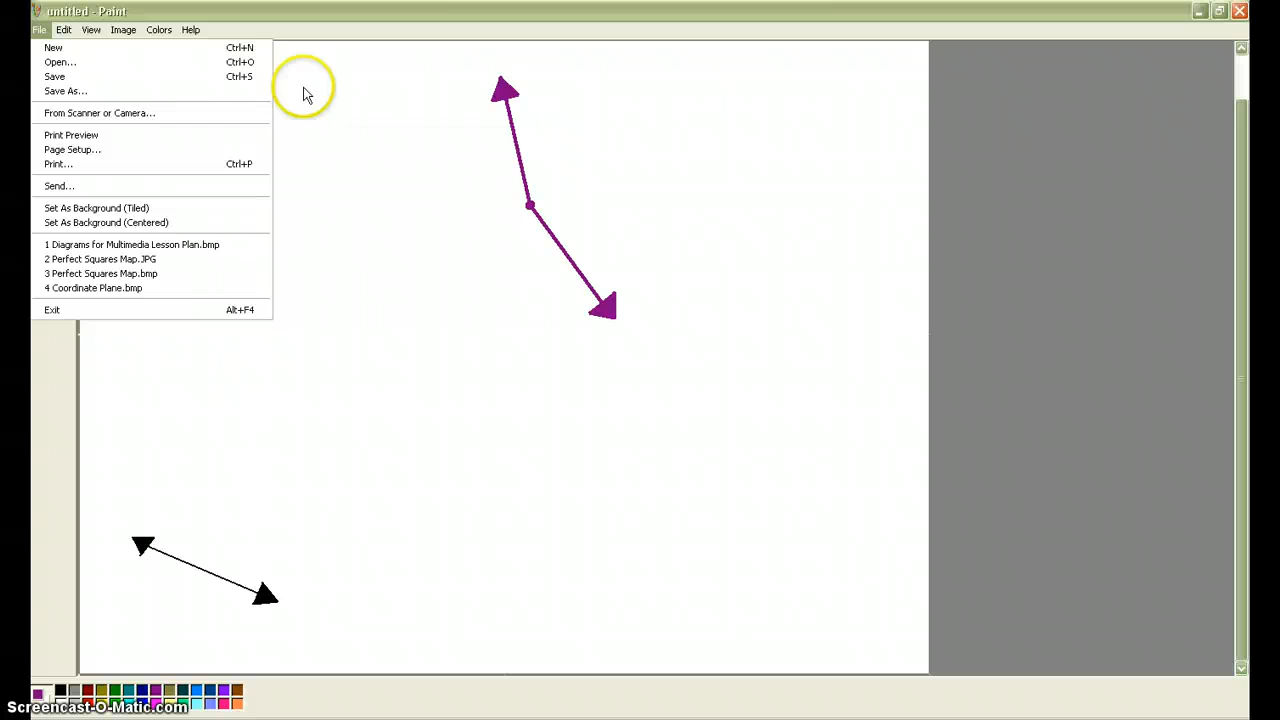 untitled - Paint
File Edit View Image Colors Help
New Ctrl+N
Open... Ctrl+O
Save Ctrl+S
Save As...
From Scanner or Camera...
Print Preview
Page Setup...
Print... Ctrl+P
Send...
Set As Background (Tiled)
Set As Background (Centered)
1 Diagrams for Multimedia Lesson Plan.bmp
2 Perfect Squares Map.JPG
3 Perfect Squares Map.bmp
4 Coordinate Plane.bmp
Exit Alt+F4
Screencast-O-Matic.com